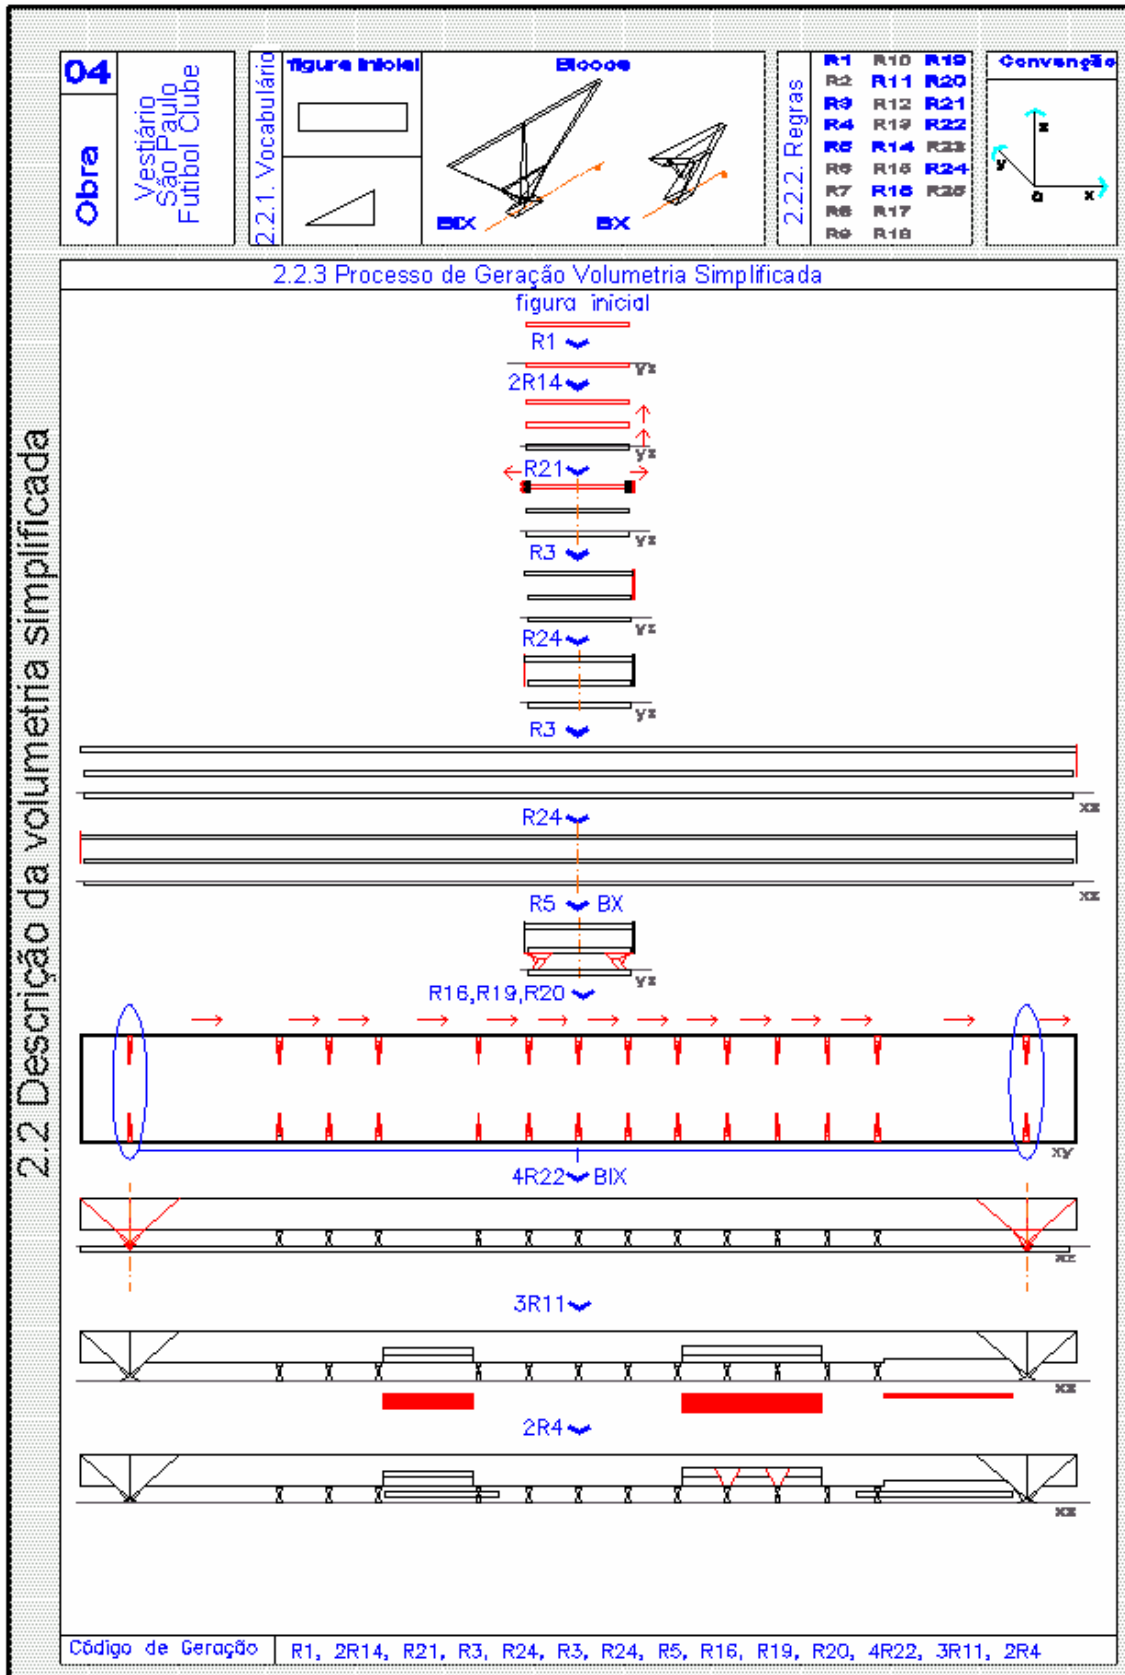 2.2 Descrição da volumetria simplificada
04
Obra
Vestiário
São Paulo
Futibol Clube
2.2.1. Vocabulário
figura inicial
Blocos
BIX
BX
2.2.2. Regras
R1 R10 R19
R2 R11 R20
R3 R12 R21
R4 R13 R22
R5 R14 R23
R6 R15 R24
R7 R16 R25
R8 R17
R9 R18
Convenção
z
y
o
x
2.2.3 Processo de Geração Volumetria Simplificada
figura inicial
R1
yz
2R14
yz
R21
yz
R3
yz
R24
yz
R3
xz
R24
xz
R5 BX
yz
R16,R19,R20
xy
4R22 BIX
xz
3R11
xz
2R4
xz
Código de Geração R1, 2R14, R21, R3, R24, R3, R24, R5, R16, R19, R20, 4R22, 3R11, 2R4